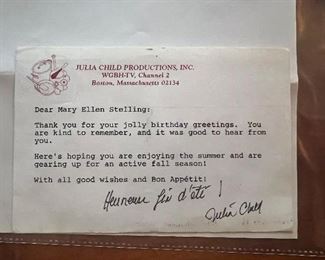 JULIA CHILD PRODUCTIONS, INC.
WGBH-TV, Channel 2
Boston, Massachusetts 02134
Dear Mary Ellen Stelling:
Thank you for your jolly birthday greetings. You
are kind to remember, and it was good to hear
from you.
Here's hoping you are enjoying the summer and are
gearing up for an active fall season!
With all good wishes and Bon Appétit!
Heureuse fin d'été !
Julia Child